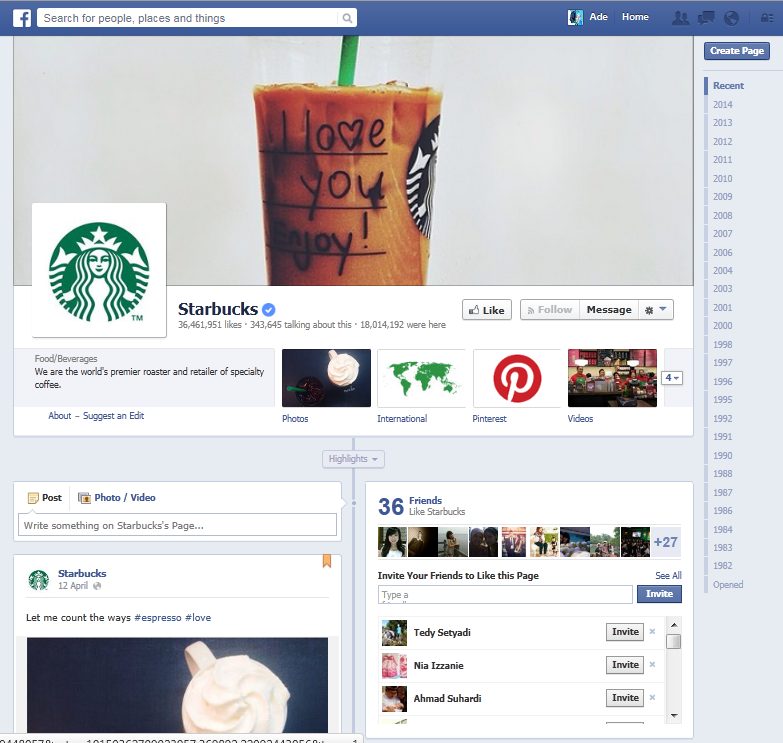 Search for people, places and things
Ade
Home
Create Page
I love
you
Enjoy!
TM
Starbucks
36,461,951 likes · 343,645 talking about this · 18,014,192 were here
Like
Follow
Message
Food/Beverages
We are the world's premier roaster and retailer of specialty
coffee.
About – Suggest an Edit
Photos
International
Pinterest
Videos
4
Highlights
Post
Photo / Video
Write something on Starbucks's Page...
Starbucks
12 April
Let me count the ways #espresso #love
36 Friends
Like Starbucks
+27
Invite Your Friends to Like this Page
See All
Type a
Invite
Tedy Setyadi
Invite
Nia Izzanie
Invite
Ahmad Suhardi
Invite
Recent
2014
2013
2012
2011
2010
2009
2008
2007
2006
2004
2003
2001
2000
1998
1997
1996
1995
1992
1991
1990
1988
1987
1986
1984
1983
1982
Opened